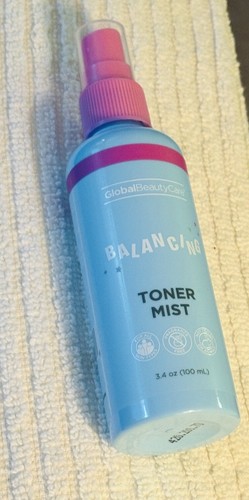 GlobalBeautyCare
BALANCING
TONER
MIST
3.4 oz (100 mL)